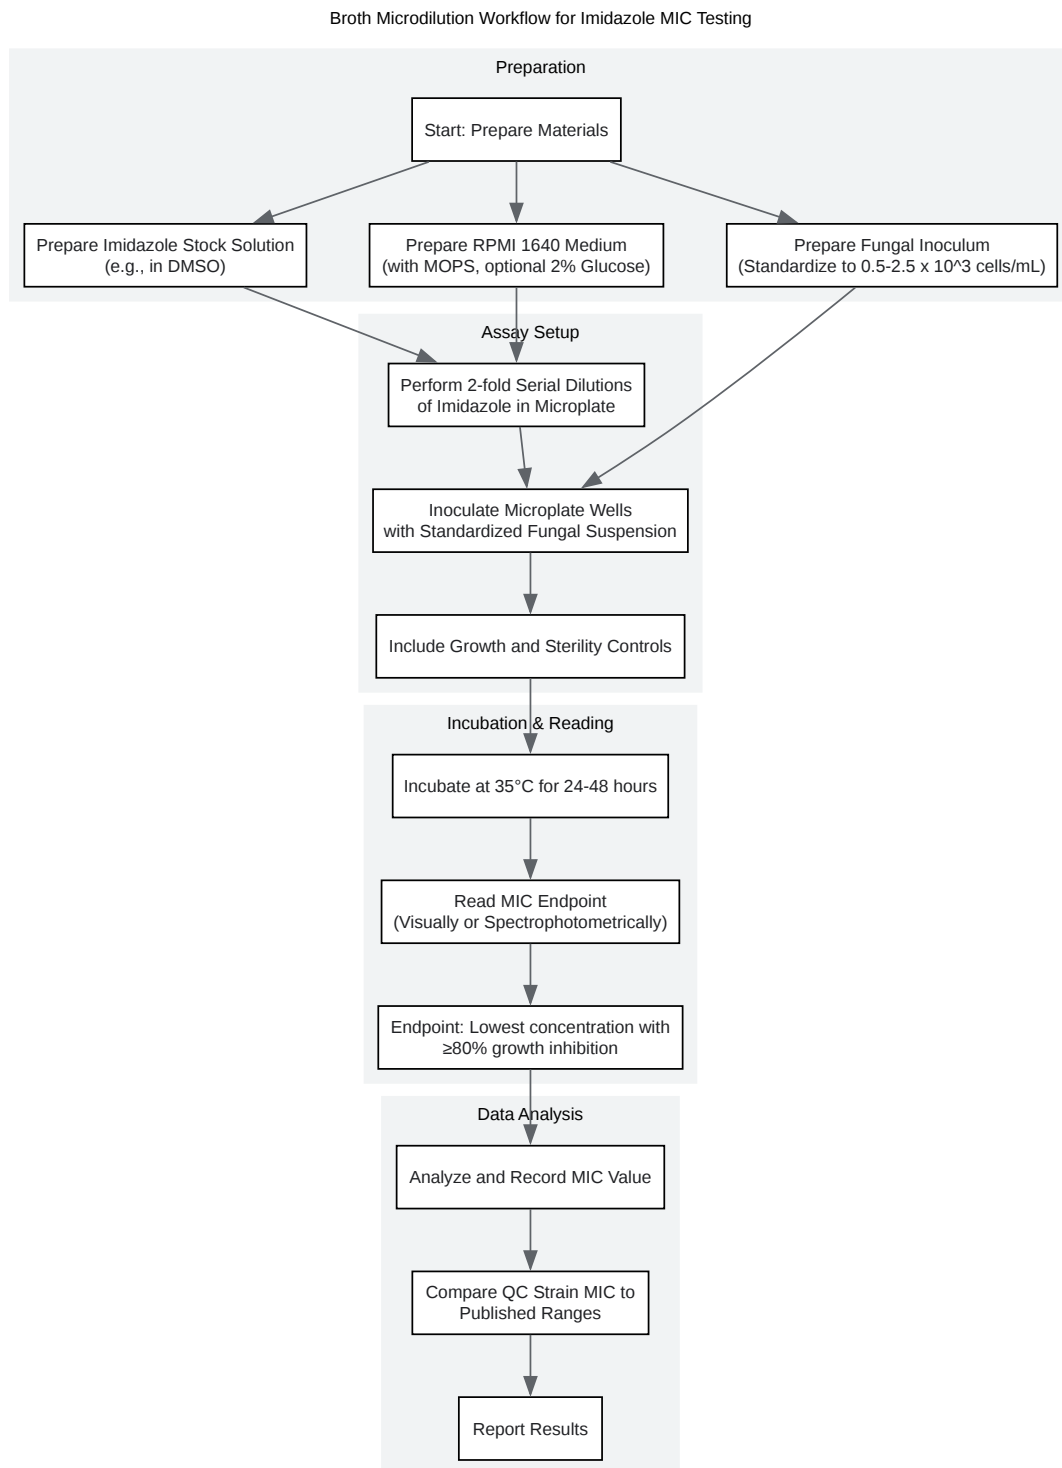 Broth Microdilution Workflow for Imidazole MIC Testing
Preparation
Start: Prepare Materials
Prepare Imidazole Stock Solution
(e.g., in DMSO)
Prepare RPMI 1640 Medium
(with MOPS, optional 2% Glucose)
Prepare Fungal Inoculum
(Standardize to 0.5-2.5 x 10^3 cells/mL)
Assay Setup
Perform 2-fold Serial Dilutions
of Imidazole in Microplate
Inoculate Microplate Wells
with Standardized Fungal Suspension
Include Growth and Sterility Controls
Incubation & Reading
Incubate at 35°C for 24-48 hours
Read MIC Endpoint
(Visually or Spectrophotometrically)
Endpoint: Lowest concentration with
≥80% growth inhibition
Data Analysis
Analyze and Record MIC Value
Compare QC Strain MIC to
Published Ranges
Report Results